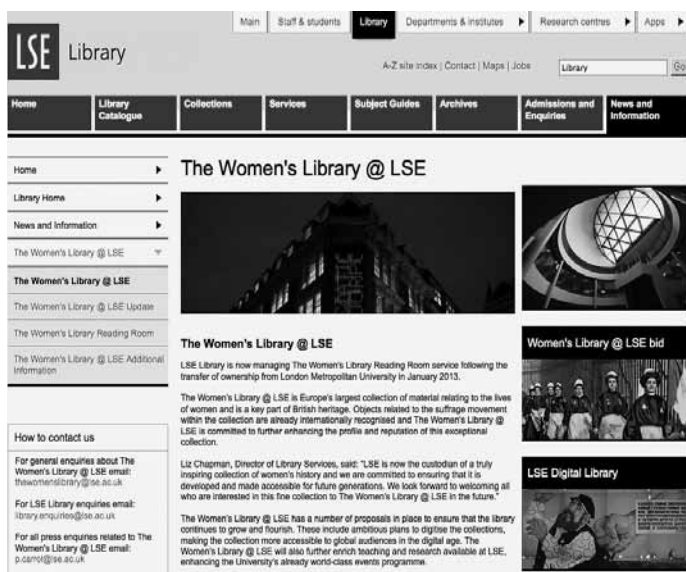 Main
Staff & students
Library
Departments & institutes
Research centres
Apps
LSE
Library
A-Z site index | Contact | Maps | Jobs
Library
Go
Home
Library
Catalogue
Collections
Services
Subject Guides
Archives
Admissions and
Enquiries
News and
Information
Home
Library Home
News and Information
The Women's Library @ LSE
The Women's Library @ LSE
The Women's Library @ LSE Update
The Women's Library Reading Room
The Women's Library @ LSE Additional
Information
How to contact us
For general enquiries about The
Women's Library @ LSE email:
thewomenslibrary@lse.ac.uk
For LSE Library enquiries email:
library.enquiries@lse.ac.uk
For all press enquiries related to The
Women's Library @ LSE email:
p.carrol@lse.ac.uk
The Women's Library @ LSE
The Women's Library @ LSE
LSE Library is now managing The Women's Library Reading Room service following the
transfer of ownership from London Metropolitan University in January 2013.
The Women's Library @ LSE is Europe's largest collection of material relating to the lives
of women and is a key part of British heritage. Objects related to the suffrage movement
within the collection are already internationally recognised and The Women's Library @
LSE is committed to further enhancing the profile and reputation of this exceptional
collection.
Liz Chapman, Director of Library Services, said: "LSE is now the custodian of a truly
inspiring collection of women's history and we are committed to ensuring that it is
developed and made accessible for future generations. We look forward to welcoming all
who are interested in this fine collection to The Women's Library @ LSE in the future."
The Women's Library @ LSE has a number of proposals in place to ensure that the library
continues to grow and flourish. These include ambitious plans to digitise the collections,
making the collection more accessible to global audiences in the digital age. The
Women's Library @ LSE will also further enrich teaching and research available at LSE,
enhancing the University's already world-class events programme.
Women's Library @ LSE bid
LSE Digital Library